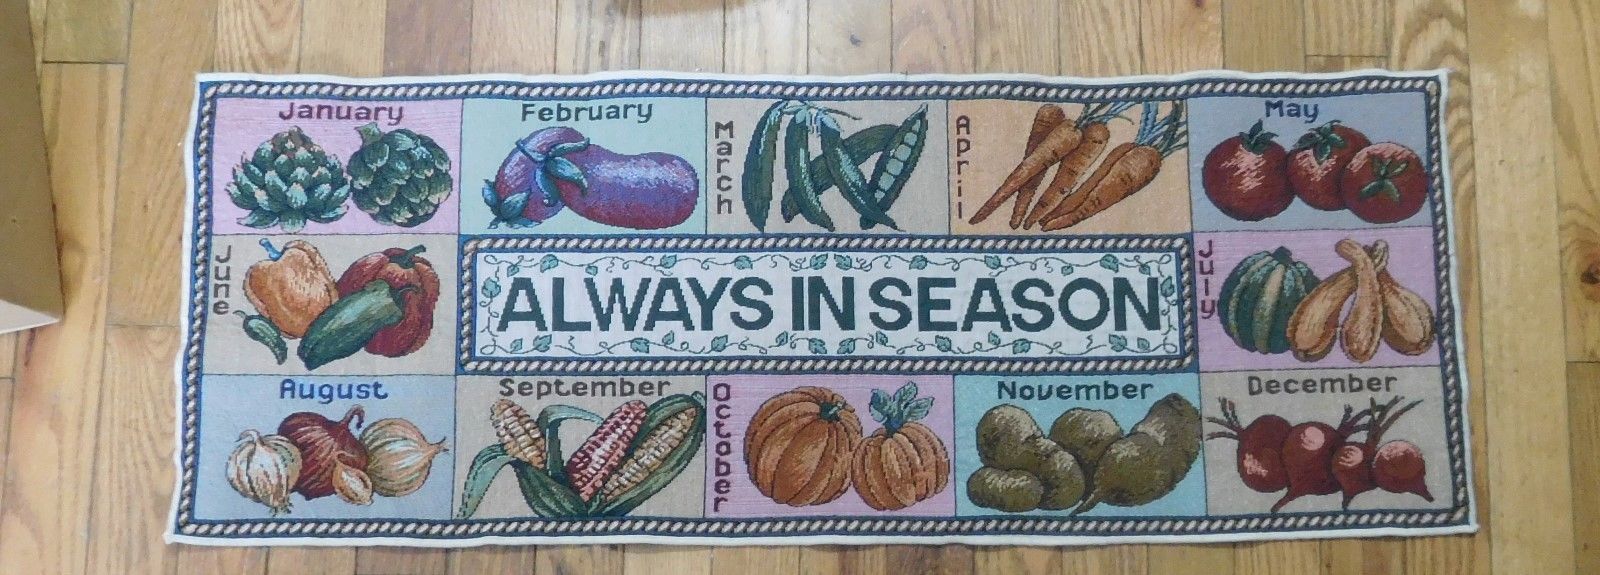 January
February
March
April
May
June
ALWAYS IN SEASON
July
August
September
October
November
December